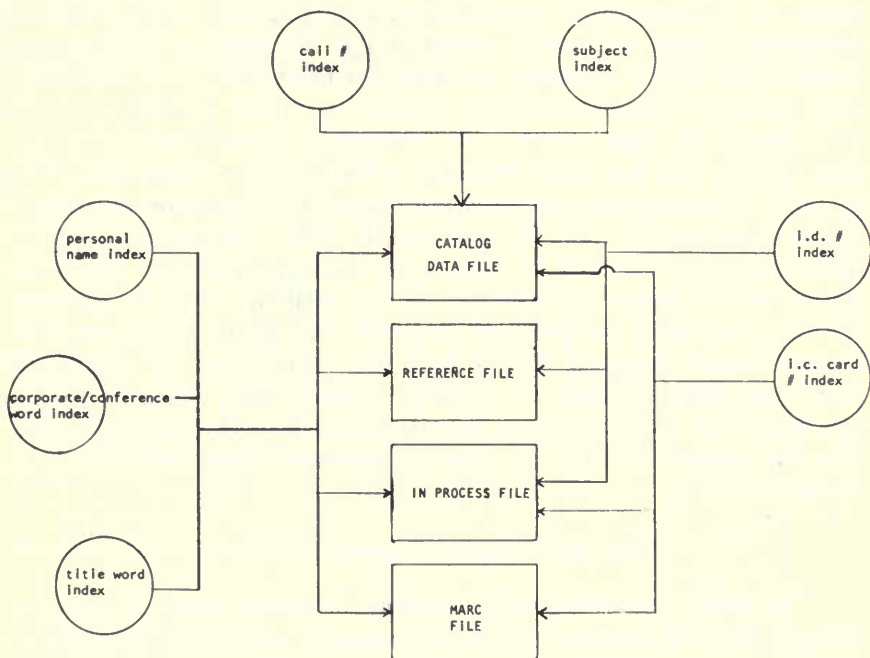 call #
index
subject
index
personal
name index
CATALOG
DATA FILE
i.d. #
index
REFERENCE FILE
corporate/conference
word index
l.c. card
# index
IN PROCESS FILE
title word
index
MARC
FILE